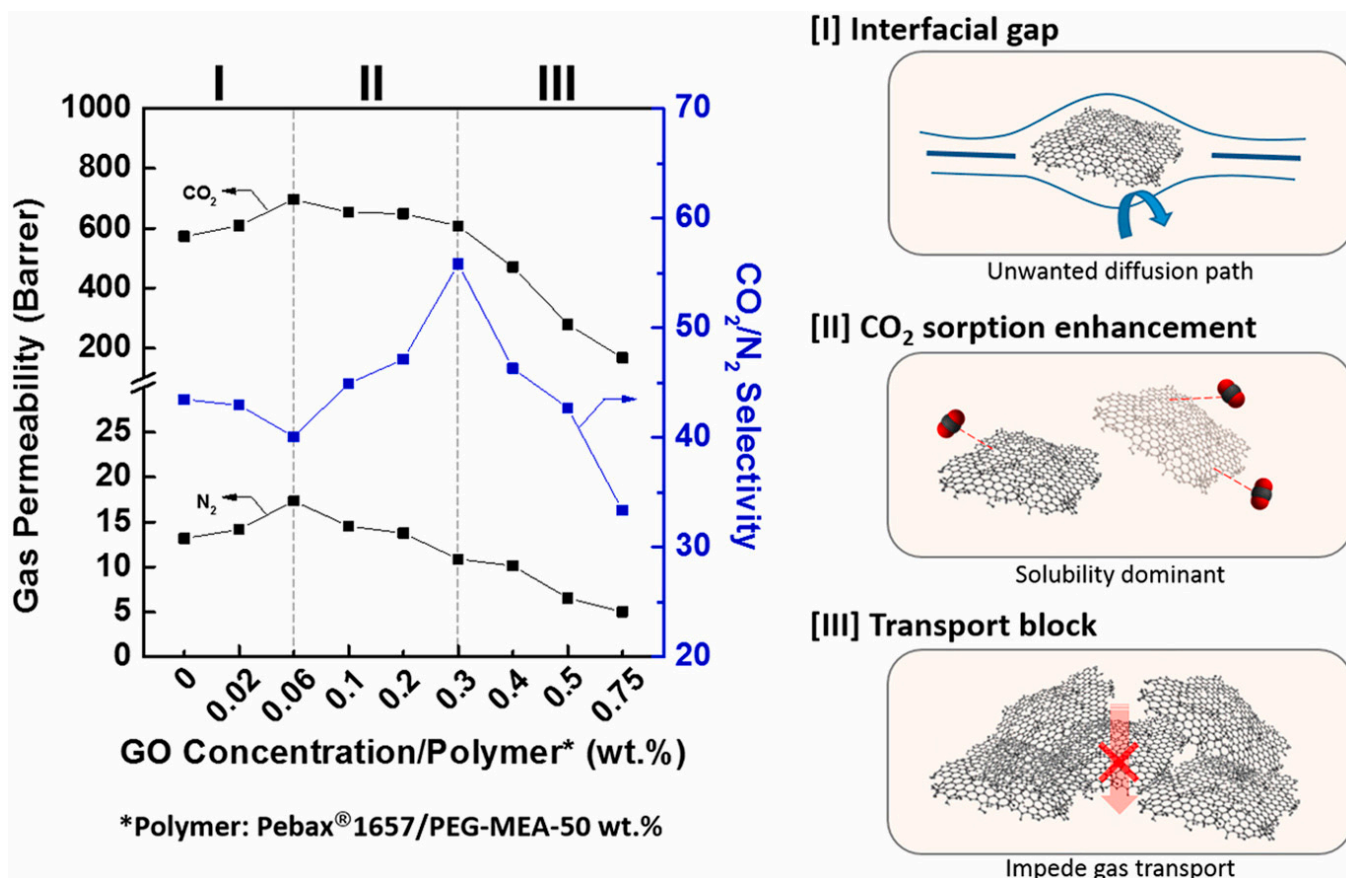 I II III
1000
800
600
400
200
25
20
15
10
5
0
Gas Permeability (Barrer)
CO₂
N₂
70
60
50
40
30
20
CO₂/N₂ Selectivity
0 0.02 0.06 0.1 0.2 0.3 0.4 0.5 0.75
GO Concentration/Polymer* (wt.%)
*Polymer: Pebax®1657/PEG-MEA-50 wt.%
[I] Interfacial gap
Unwanted diffusion path
[II] CO₂ sorption enhancement
Solubility dominant
[III] Transport block
Impede gas transport